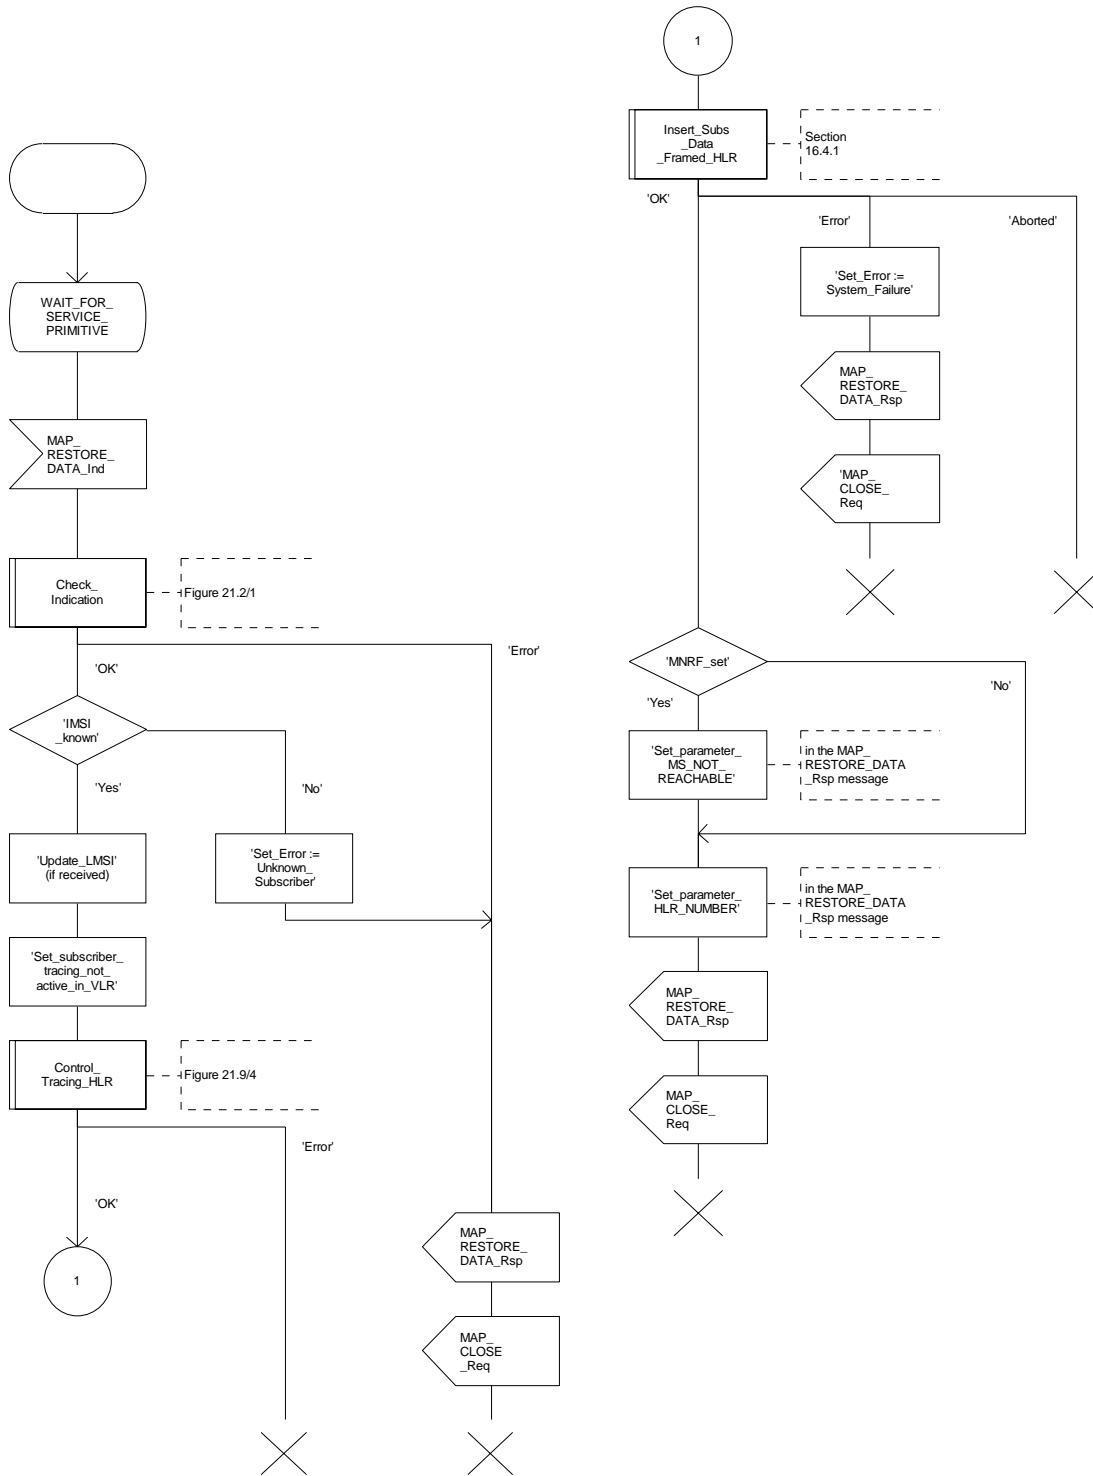 WAIT_FOR_
SERVICE_
PRIMITIVE
MAP_
RESTORE_
DATA_Ind
Check_
Indication
Figure 21.2/1
'Error'
'OK'
'IMSI
_known'
'Yes'
'No'
'Update_LMSI'
(if received)
'Set_Error :=
Unknown_
Subscriber'
'Set_subscriber_
tracing_not_
active_in_VLR'
Control_
Tracing_HLR
Figure 21.9/4
'Error'
'OK'
1
MAP_
RESTORE_
DATA_Rsp
MAP_
CLOSE
_Req
1
Insert_Subs
_Data
_Framed_HLR
Section
16.4.1
'OK'
'Error'
'Aborted'
'Set_Error :=
System_Failure'
MAP_
RESTORE_
DATA_Rsp
'MAP_
CLOSE_
Req
'MNRF_set'
'No'
'Yes'
'Set_parameter_
MS_NOT_
REACHABLE'
in the MAP_
RESTORE_DATA
_Rsp message
'Set_parameter_
HLR_NUMBER'
in the MAP_
RESTORE_DATA
_Rsp message
MAP_
RESTORE_
DATA_Rsp
MAP_
CLOSE_
Req